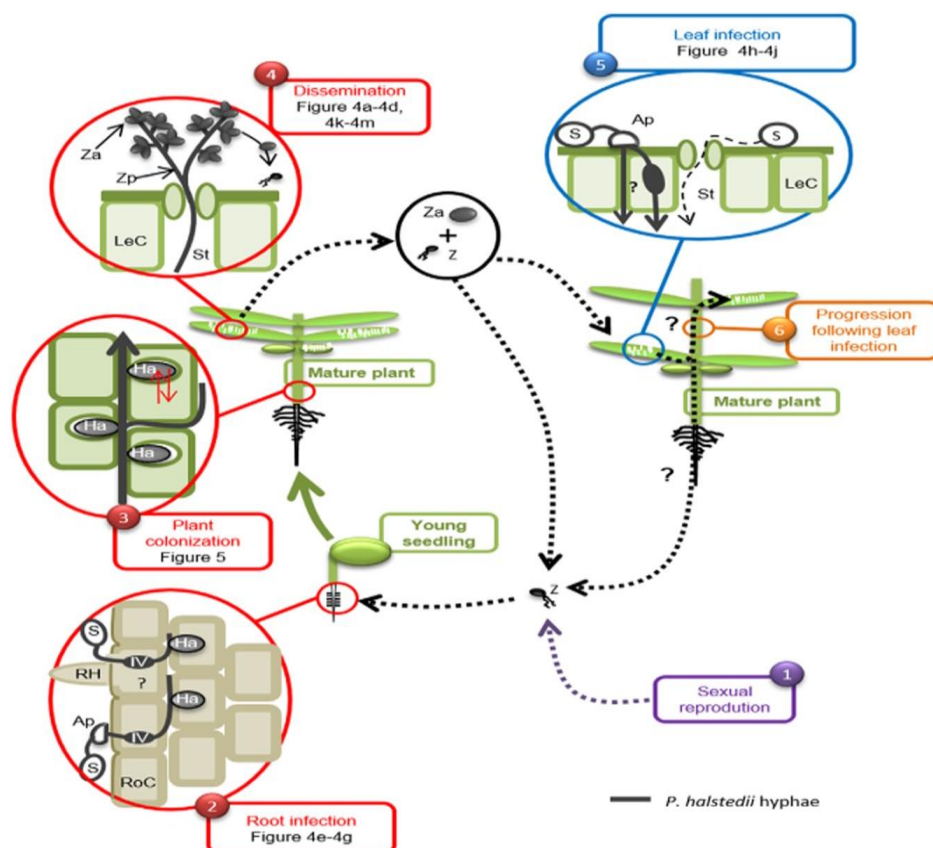 4
Dissemination
Figure 4a-4d,
4k-4m
Za
Zp
LeC
St
5
Leaf infection
Figure 4h-4j
S
Ap
S
?
St
LeC
Za
+
z
?
6
Progression
following leaf
infection
Mature plant
Mature plant
?
Ha
Ha
Ha
3
Plant
colonization
Figure 5
Young
seedling
z
1
Sexual
reprodution
S
Ha
IV
RH
?
Ha
Ap
IV
S
RoC
2
Root infection
Figure 4e-4g
P. halstedii hyphae